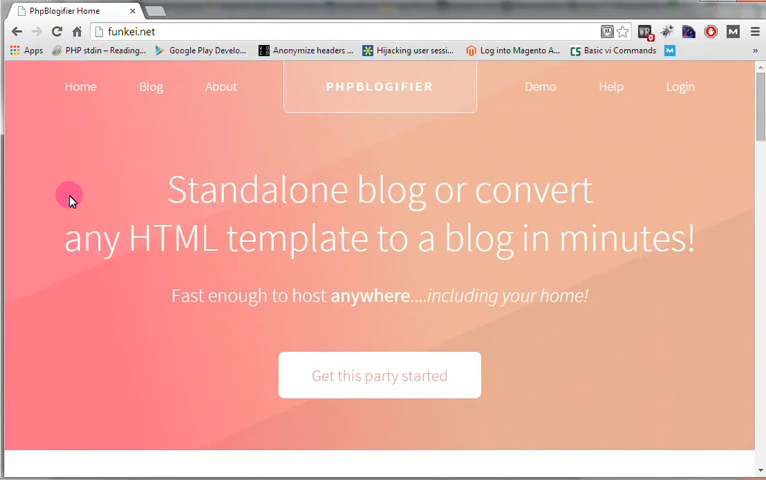 PhpBlogifier Home
funkei.net
Apps
PHP stdin – Reading...
Google Play Develo...
Anonymize headers ...
Hijacking user sessi...
Log into Magento A...
CS Basic vi Commands
M
»
Home
Blog
About
PHPBLOGIFIER
Demo
Help
Login
Standalone blog or convert
any HTML template to a blog in minutes!
Fast enough to host anywhere....including your home!
Get this party started